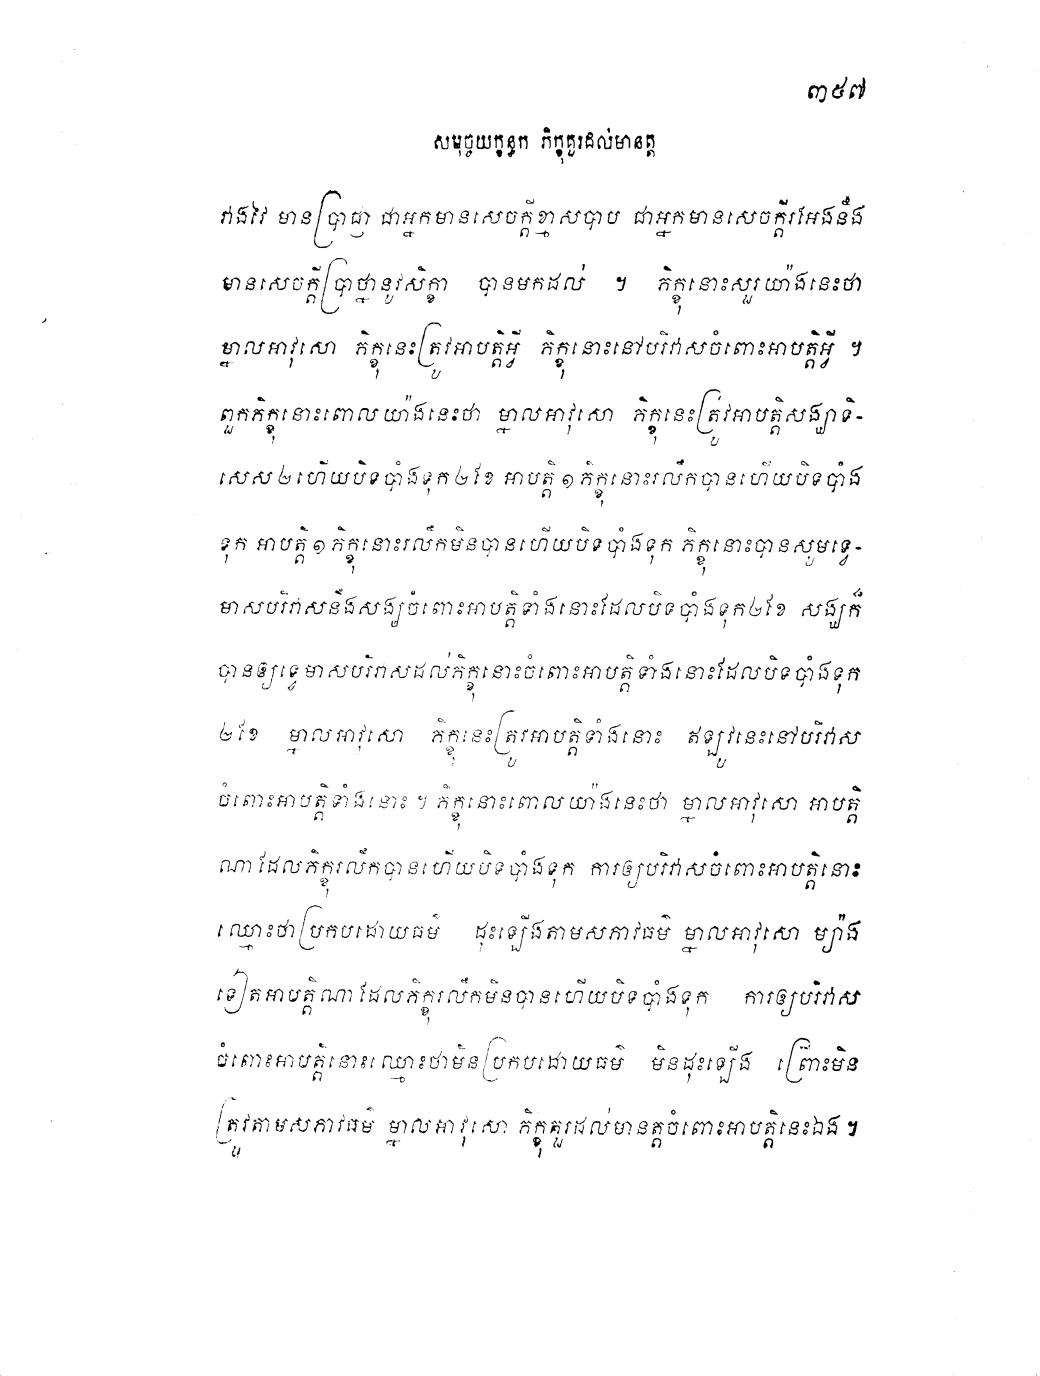 ៣៥៧
សមុច្ចយក្ខន្ធក ភិក្ខុគួរដល់មានត្ត
វាងវៃ មានប្រាជ្ញា ជាអ្នកមានសេចក្តីខ្មាសបាប ជាអ្នកមានសេចក្តីរអែងនឹង
មានសេចក្តីប្រាថ្នានូវសិក្ខា បានមកដល់ ។ ភិក្ខុនោះសួរយ៉ាងនេះថា
ម្នាលអាវុសោ ភិក្ខុនេះត្រូវអាបត្តិអ្វី ភិក្ខុនោះនៅបរិវាសចំពោះអាបត្តិអ្វី ។
ពួកភិក្ខុនោះពោលយ៉ាងនេះថា ម្នាលអាវុសោ ភិក្ខុនេះត្រូវអាបត្តិសង្ឃាទិ-
សេស២ហើយបិទបាំងទុក២ខែ អាបត្តិ១ភិក្ខុនោះរលឹកបានហើយបិទបាំង
ទុក អាបត្តិ១ភិក្ខុនោះរលឹកមិនបានហើយបិទបាំងទុក ភិក្ខុនោះបានសូមទ្វេ-
មាសបរិវាសនឹងសង្ឃចំពោះអាបត្តិទាំងនោះដែលបិទបាំងទុក២ខែ សង្ឃក៏
បានឲ្យទ្វេមាសបរិវាសដល់ភិក្ខុនោះចំពោះអាបត្តិទាំងនោះដែលបិទបាំងទុក
២ខែ ម្នាលអាវុសោ ភិក្ខុនេះត្រូវអាបត្តិទាំងនោះ ឥឡូវនេះនៅបរិវាស
ចំពោះអាបត្តិទាំងនោះ ។ ភិក្ខុនោះពោលយ៉ាងនេះថា ម្នាលអាវុសោ អាបត្តិ
ណាដែលភិក្ខុរលឹកបានហើយបិទបាំងទុក ការឲ្យបរិវាសចំពោះអាបត្តិនោះ
ឈ្មោះថាប្រកបដោយធម៌ ដុះឡើងតាមសភាវធម៌ ម្នាលអាវុសោ ម្យ៉ាង
ទៀតអាបត្តិណាដែលភិក្ខុរលឹកមិនបានហើយបិទបាំងទុក ការឲ្យបរិវាស
ចំពោះអាបត្តិនោះឈ្មោះថាមិនប្រកបដោយធម៌ មិនដុះឡើង ព្រោះមិន
ត្រូវតាមសភាវធម៌ ម្នាលអាវុសោ ភិក្ខុគួរដល់មានត្តចំពោះអាបត្តិនេះឯង ។